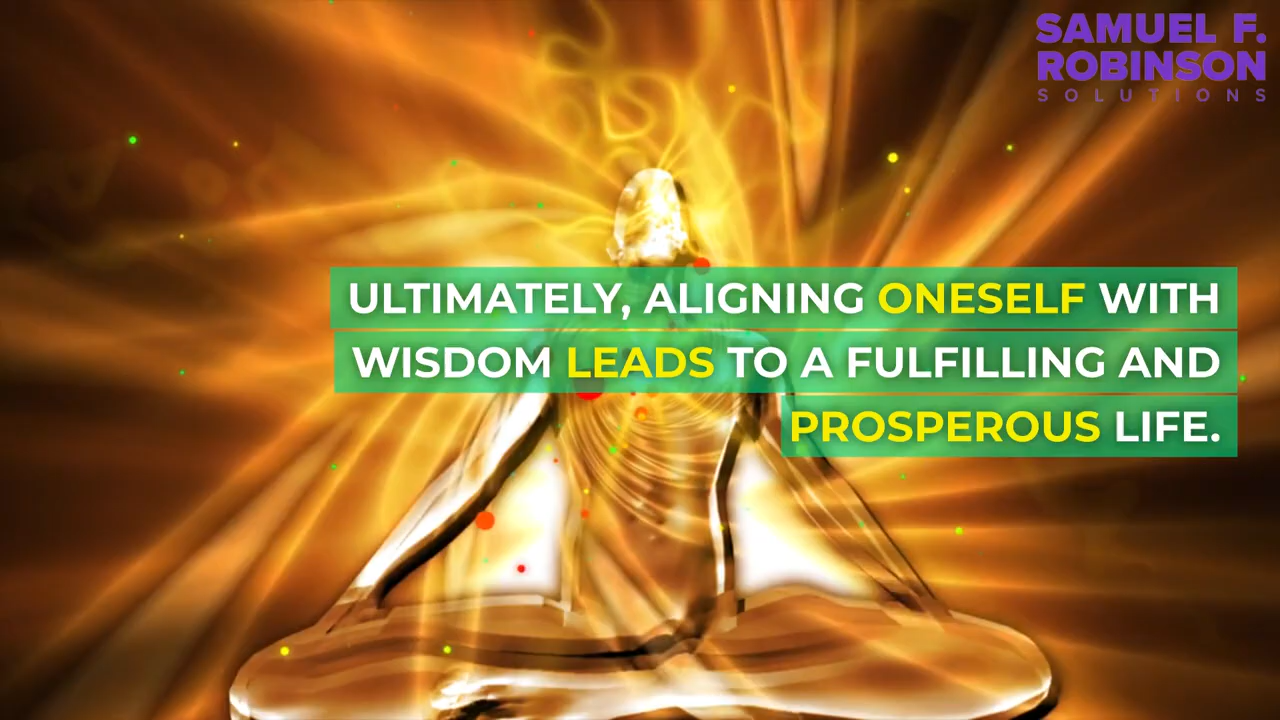 SAMUEL F.
ROBINSON
SOLUTIONS
ULTIMATELY, ALIGNING ONESELF WITH
WISDOM LEADS TO A FULFILLING AND
PROSPEROUS LIFE.